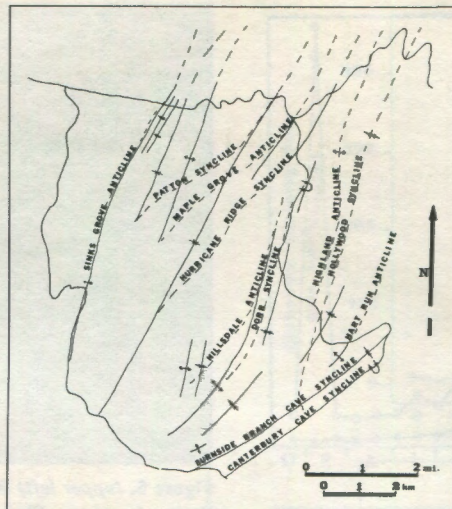 SINKS GROVE ANTICLINE
PATTON SYNCLINE
MAPLE GROVE ANTICLINE
HURRICANE RIDGE SYNCLINE
HILLSDALE ANTICLINE
DORR SYNCLINE
HIGHLAND ANTICLINE
HOLLYWOOD SYNCLINE
HART RUN ANTICLINE
BURNSIDE BRANCH CAVE SYNCLINE
CANTERBURY CAVE SYNCLINE
N
0 1 2 mi.
0 1 2 km